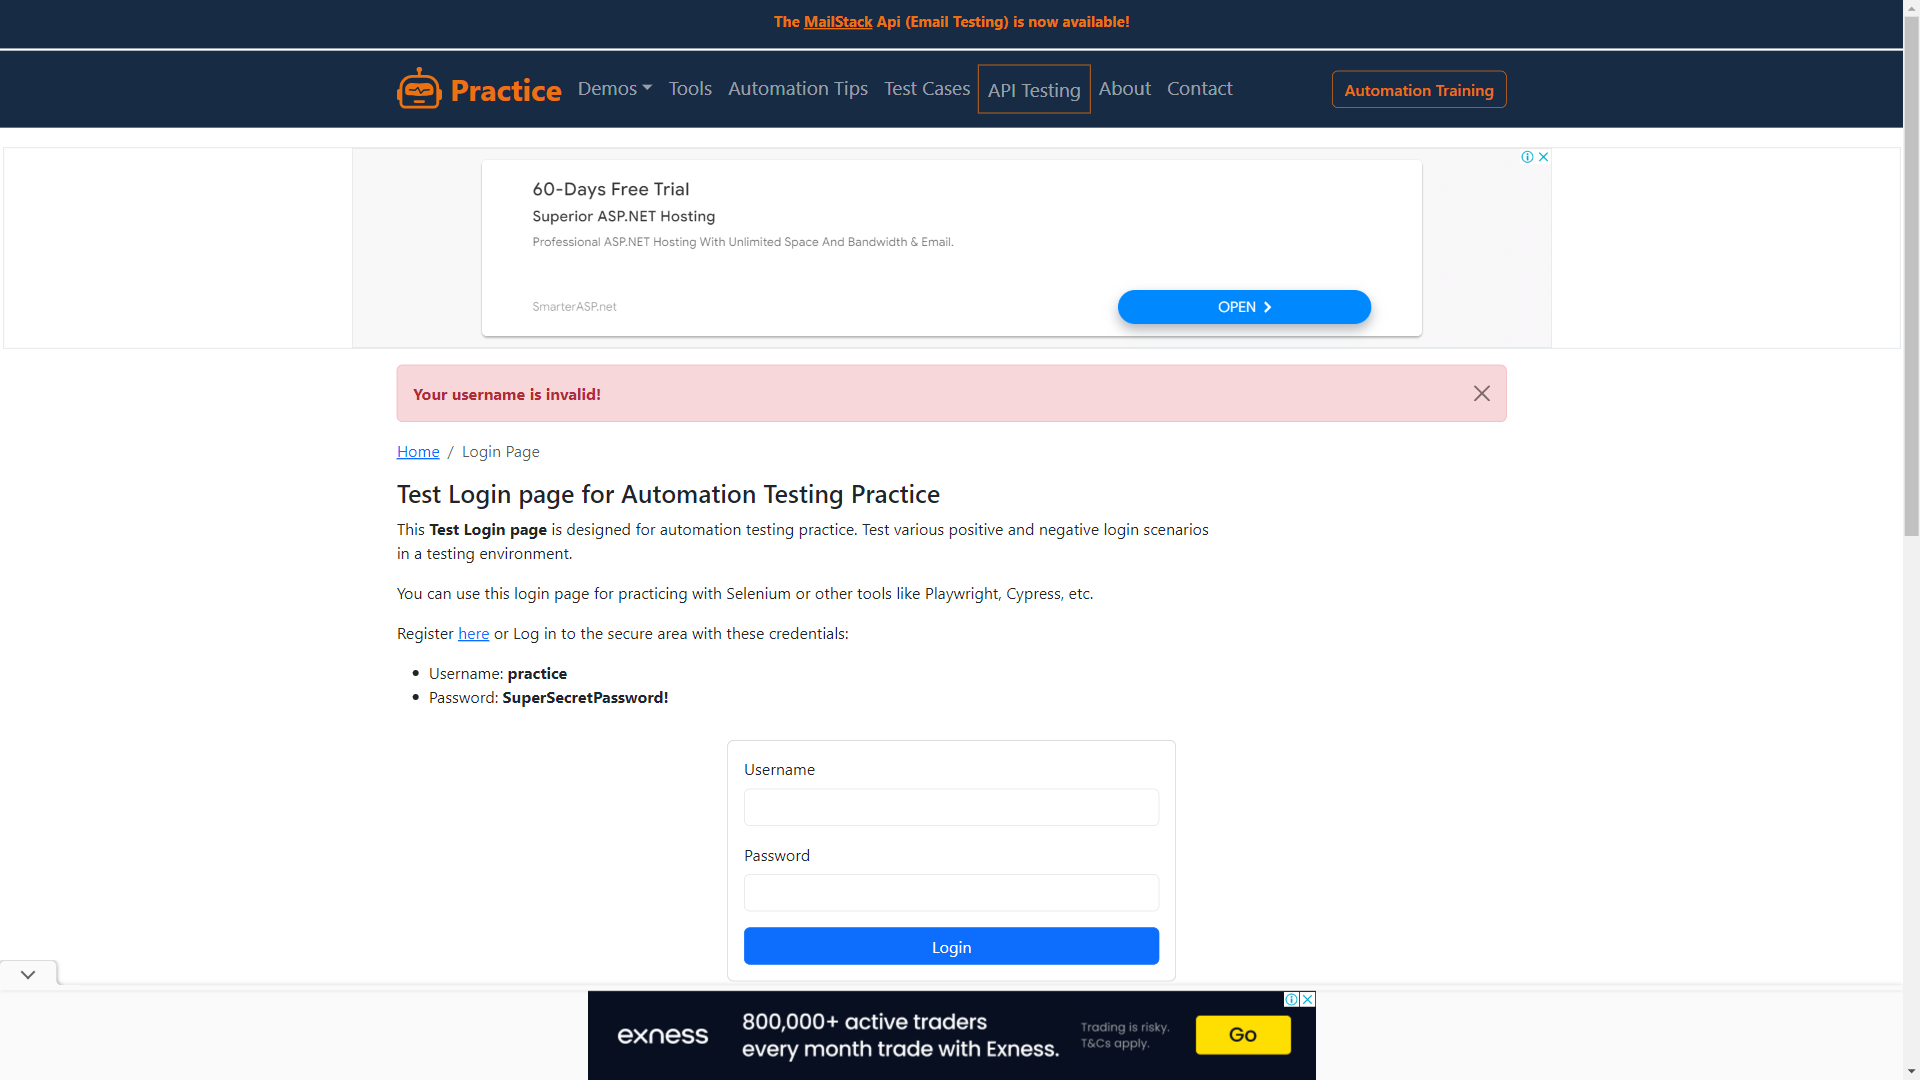 The MailStack Api (Email Testing) is now available!
Practice
Demos
Tools
Automation Tips
Test Cases
API Testing
About
Contact
Automation Training
60-Days Free Trial
Superior ASP.NET Hosting
Professional ASP.NET Hosting With Unlimited Space And Bandwidth & Email.
SmarterASP.net
OPEN
Your username is invalid!
Home / Login Page
Test Login page for Automation Testing Practice
This Test Login page is designed for automation testing practice. Test various positive and negative login scenarios
in a testing environment.
You can use this login page for practicing with Selenium or other tools like Playwright, Cypress, etc.
Register here or Log in to the secure area with these credentials:
Username: practice
Password: SuperSecretPassword!
Username
Password
Login
exness
800,000+ active traders
every month trade with Exness.
Trading is risky.
T&Cs apply.
Go